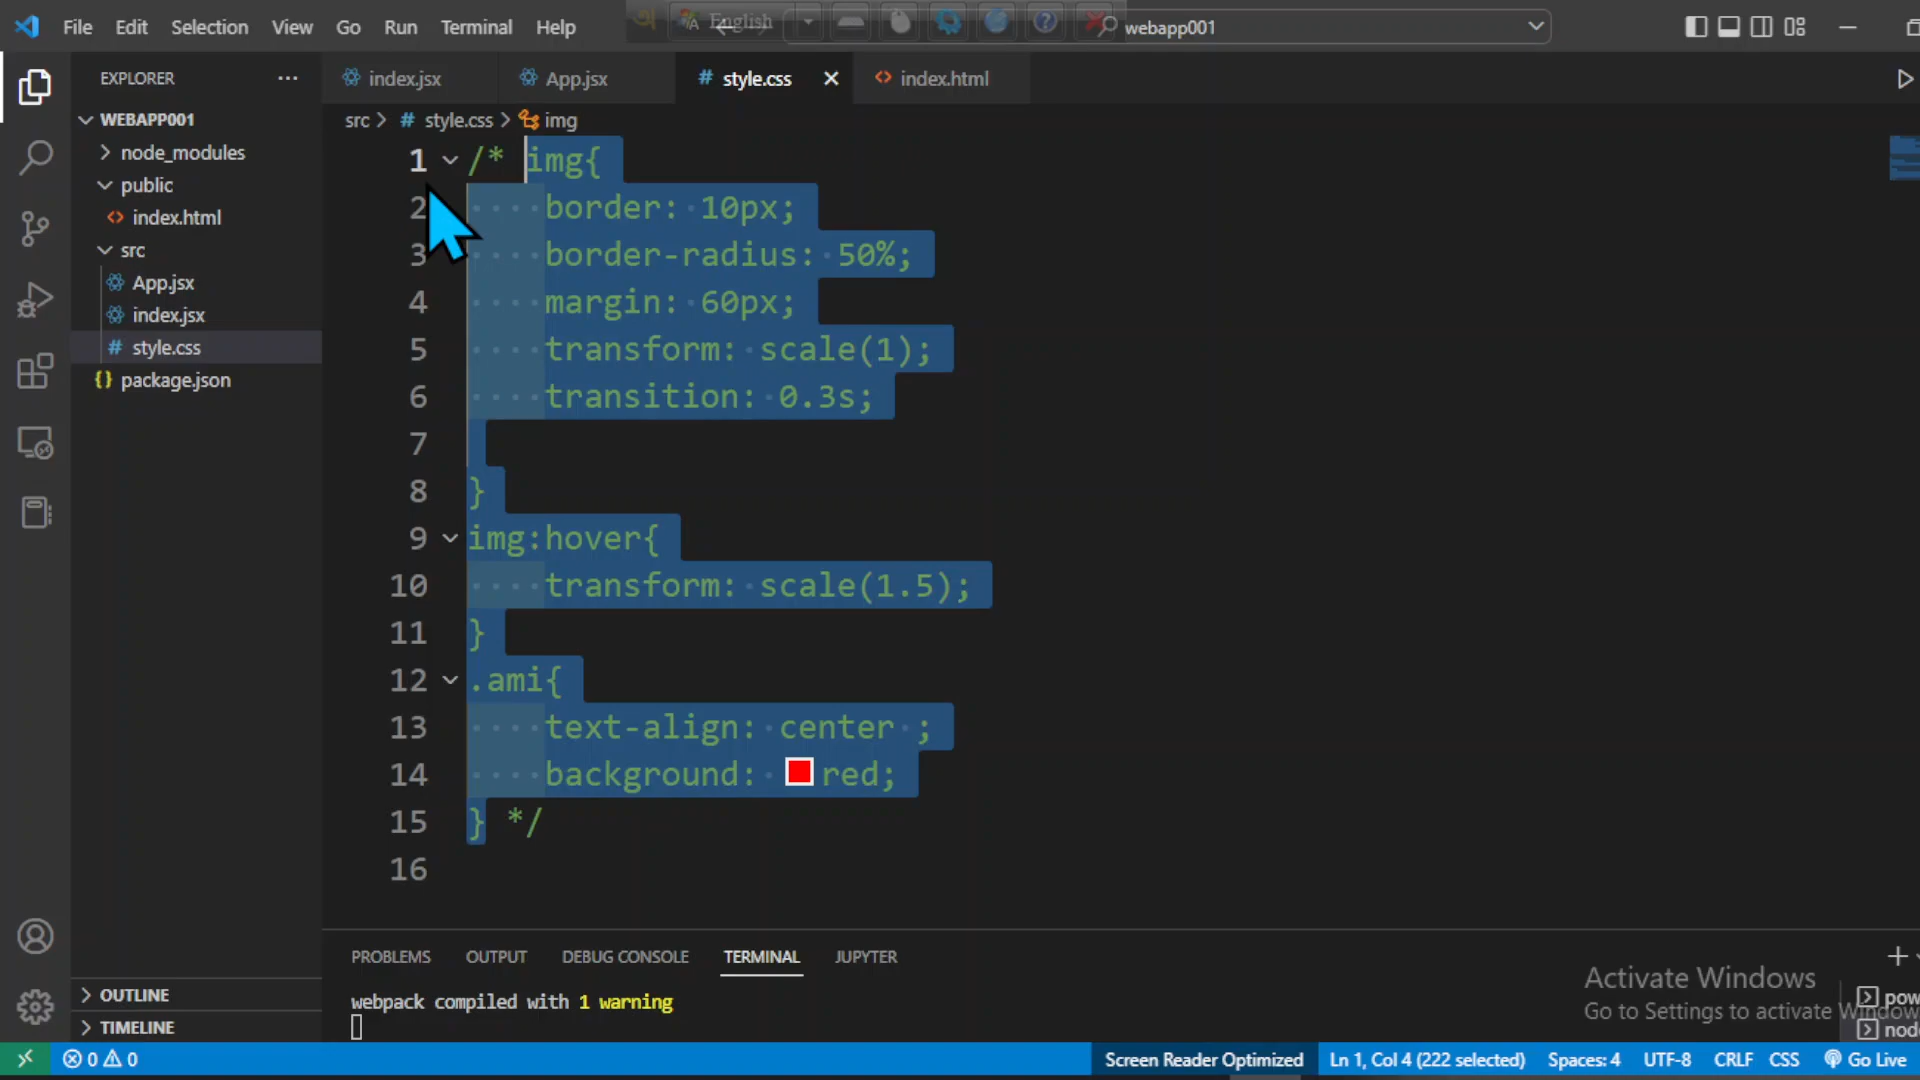 File Edit Selection View Go Run Terminal Help
English
webapp001
EXPLORER
index.jsx
App.jsx
# style.css
index.html
WEBAPP001
src > # style.css > img
node_modules
public
index.html
src
App.jsx
index.jsx
# style.css
{} package.json
1 /* img{
2 border: 10px;
3 border-radius: 50%;
4 margin: 60px;
5 transform: scale(1);
6 transition: 0.3s;
7
8 }
9 img:hover{
10 transform: scale(1.5);
11 }
12 .ami{
13 text-align: center ;
14 background: red;
15 } */
16
PROBLEMS OUTPUT DEBUG CONSOLE TERMINAL JUPYTER
webpack compiled with 1 warning
Activate Windows
Go to Settings to activate Windows
OUTLINE
TIMELINE
0 0
Screen Reader Optimized
Ln 1, Col 4 (222 selected)
Spaces: 4
UTF-8
CRLF
CSS
Go Live